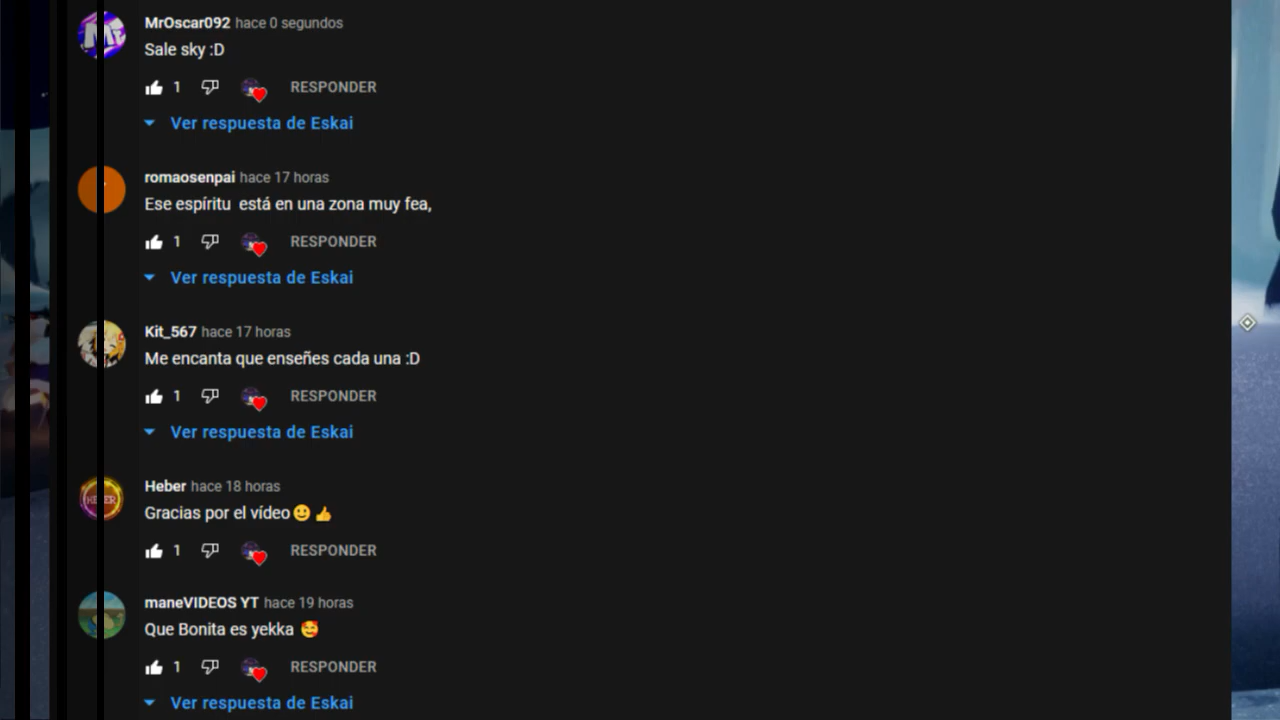 MrOscar092 hace 0 segundos
Sale sky :D
1 RESPONDER
Ver respuesta de Eskai
romaosenpai hace 17 horas
Ese espíritu está en una zona muy fea,
1 RESPONDER
Ver respuesta de Eskai
Kit_567 hace 17 horas
Me encanta que enseñes cada una :D
1 RESPONDER
Ver respuesta de Eskai
HEBER
Heber hace 18 horas
Gracias por el vídeo🙂👍
1 RESPONDER
maneVIDEOS YT hace 19 horas
Que Bonita es yekka 🥰
1 RESPONDER
Ver respuesta de Eskai